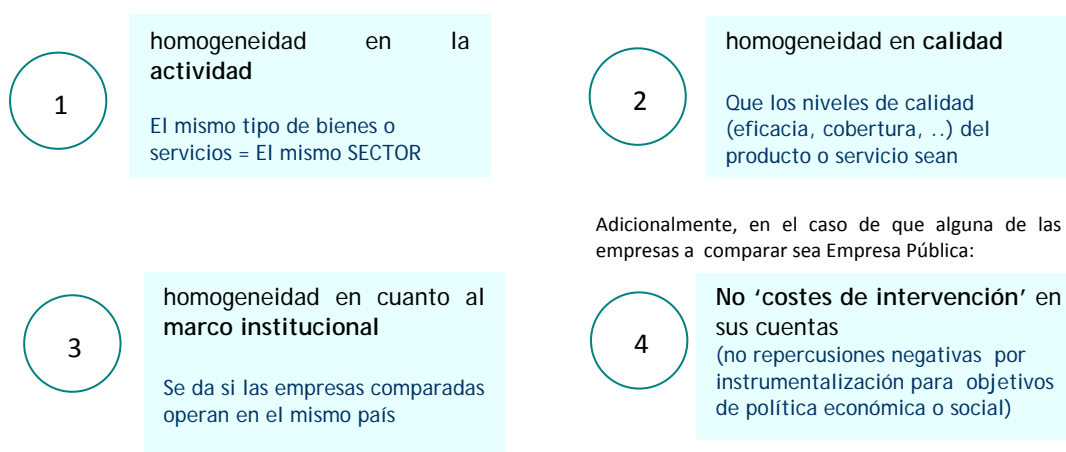 1
homogeneidad en la
actividad
El mismo tipo de bienes o
servicios = El mismo SECTOR
2
homogeneidad en calidad
Que los niveles de calidad
(eficacia, cobertura, ..) del
producto o servicio sean
3
homogeneidad en cuanto al
marco institucional
Se da si las empresas comparadas
operan en el mismo país
Adicionalmente, en el caso de que alguna de las
empresas a comparar sea Empresa Pública:
4
No 'costes de intervención' en
sus cuentas
(no repercusiones negativas por
instrumentalización para objetivos
de política económica o social)